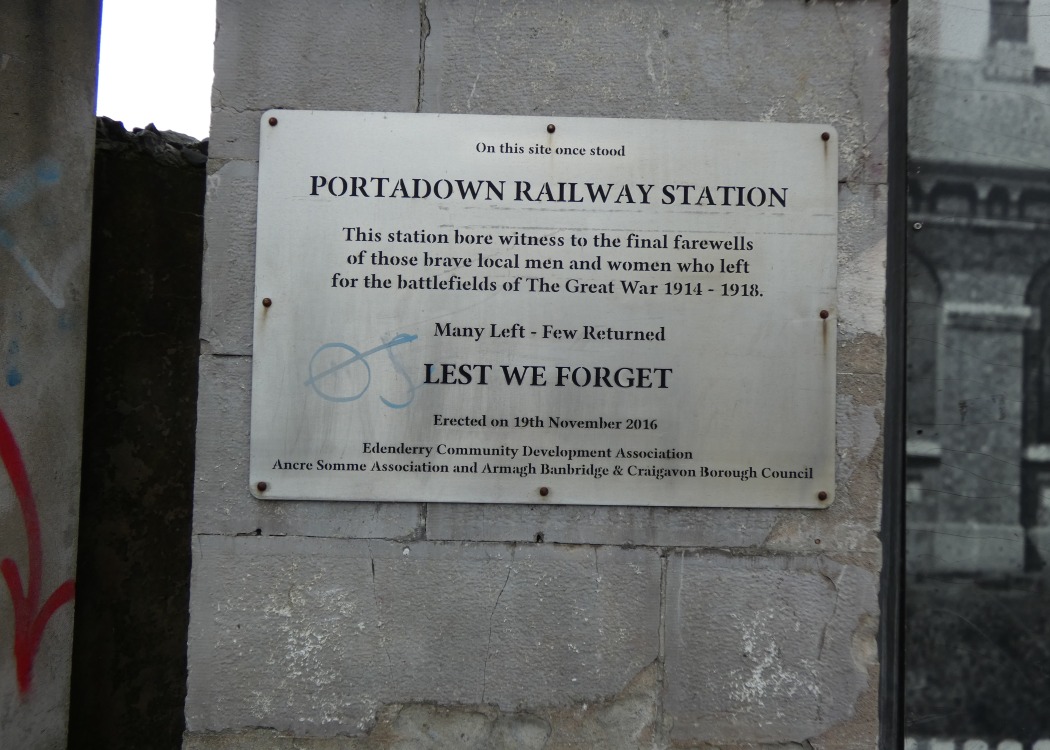 On this site once stood
PORTADOWN RAILWAY STATION
This station bore witness to the final farewells
of those brave local men and women who left
for the battlefields of The Great War 1914 - 1918.
Many Left - Few Returned
LEST WE FORGET
Erected on 19th November 2016
Edenderry Community Development Association
Ancre Somme Association and Armagh Banbridge & Craigavon Borough Council